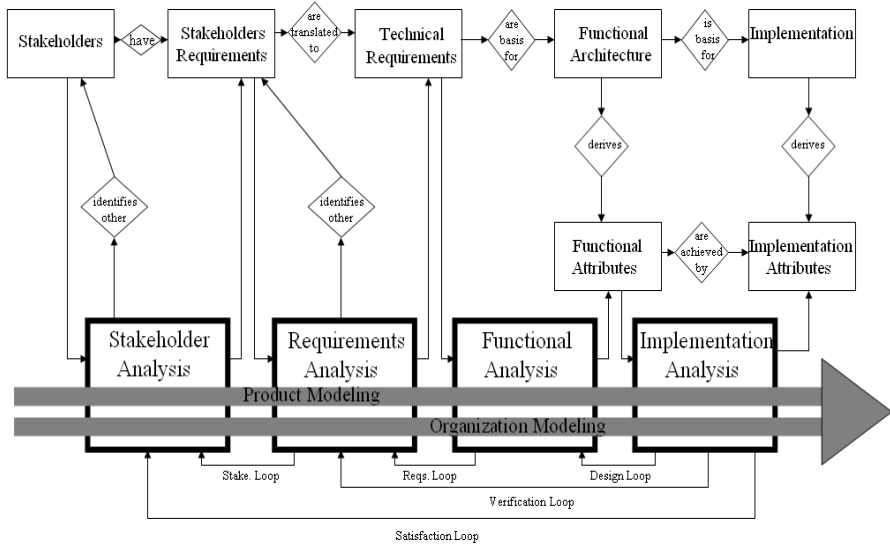 Stakeholders
have
Stakehoders
Requirements
are
translated
to
Technical
Requirements
are
basis
for
Functional
Architecture
is
basis
for
Implementation
derives
derives
identifies
other
identifies
other
Functional
Attributes
are
achieved
by
Implementation
Attributes
Stakeholder
Analysis
Requirements
Analysis
Functional
Analysis
Implementation
Analysis
Product Modeling
Organization Modeling
Stake. Loop
Reqs. Loop
Design Loop
Verification Loop
Satisfaction Loop